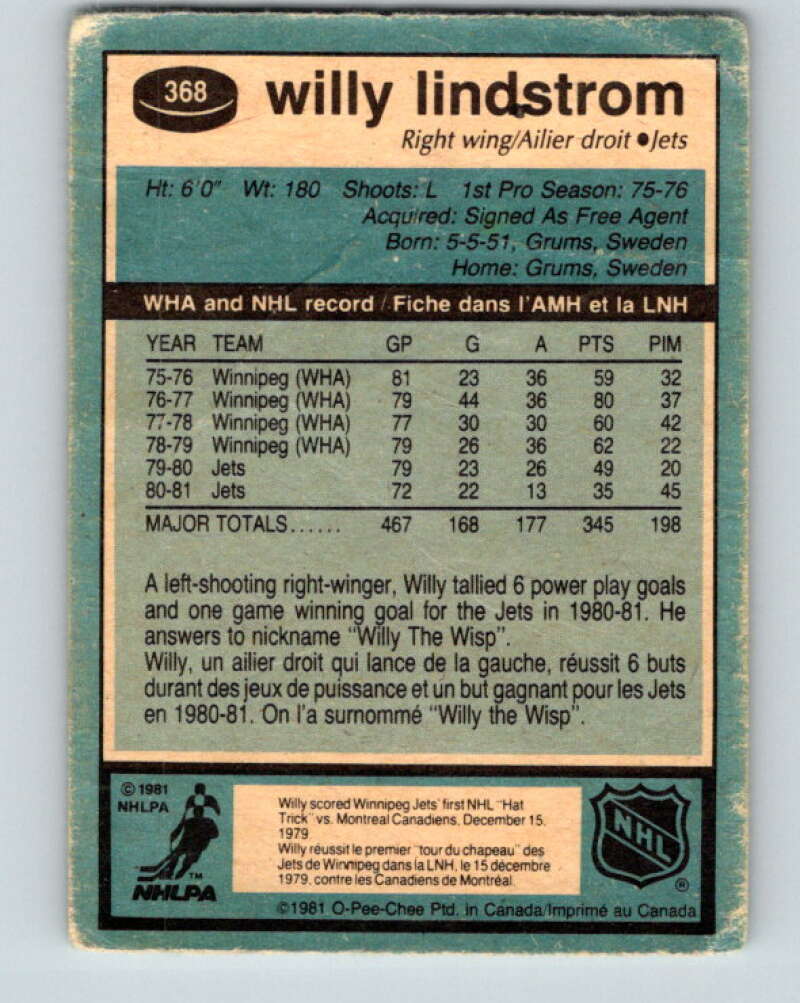 368
willy lindstrom
Right wing/Ailier droit ● Jets
Ht: 6'0" Wt: 180 Shoots: L 1st Pro Season: 75-76
Acquired: Signed As Free Agent
Born: 5-5-51, Grums, Sweden
Home: Grums, Sweden
WHA and NHL record / Fiche dans l'AMH et la LNH
YEAR TEAM GP G A PTS PIM
75-76 Winnipeg (WHA) 81 23 36 59 32
76-77 Winnipeg (WHA) 79 44 36 80 37
77-78 Winnipeg (WHA) 77 30 30 60 42
78-79 Winnipeg (WHA) 79 26 36 62 22
79-80 Jets 79 23 26 49 20
80-81 Jets 72 22 13 35 45
MAJOR TOTALS...... 467 168 177 345 198
A left-shooting right-winger, Willy tallied 6 power play goals
and one game winning goal for the Jets in 1980-81. He
answers to nickname "Willy The Wisp".
Willy, un ailier droit qui lance de la gauche, réussit 6 buts
durant des jeux de puissance et un but gagnant pour les Jets
en 1980-81. On l'a surnommé "Willy the Wisp".
© 1981
NHLPA
TM
NHLPA
Willy scored Winnipeg Jets' first NHL "Hat
Trick" vs. Montreal Canadiens, December 15,
1979
Willy réussit le premier "tour du chapeau" des
Jets de Winnipeg dans la LNH, le 15 décembre
1979, contre les Canadiens de Montréal.
NHL
®
©1981 O-Pee-Chee Ptd. in Canada/Imprimé au Canada